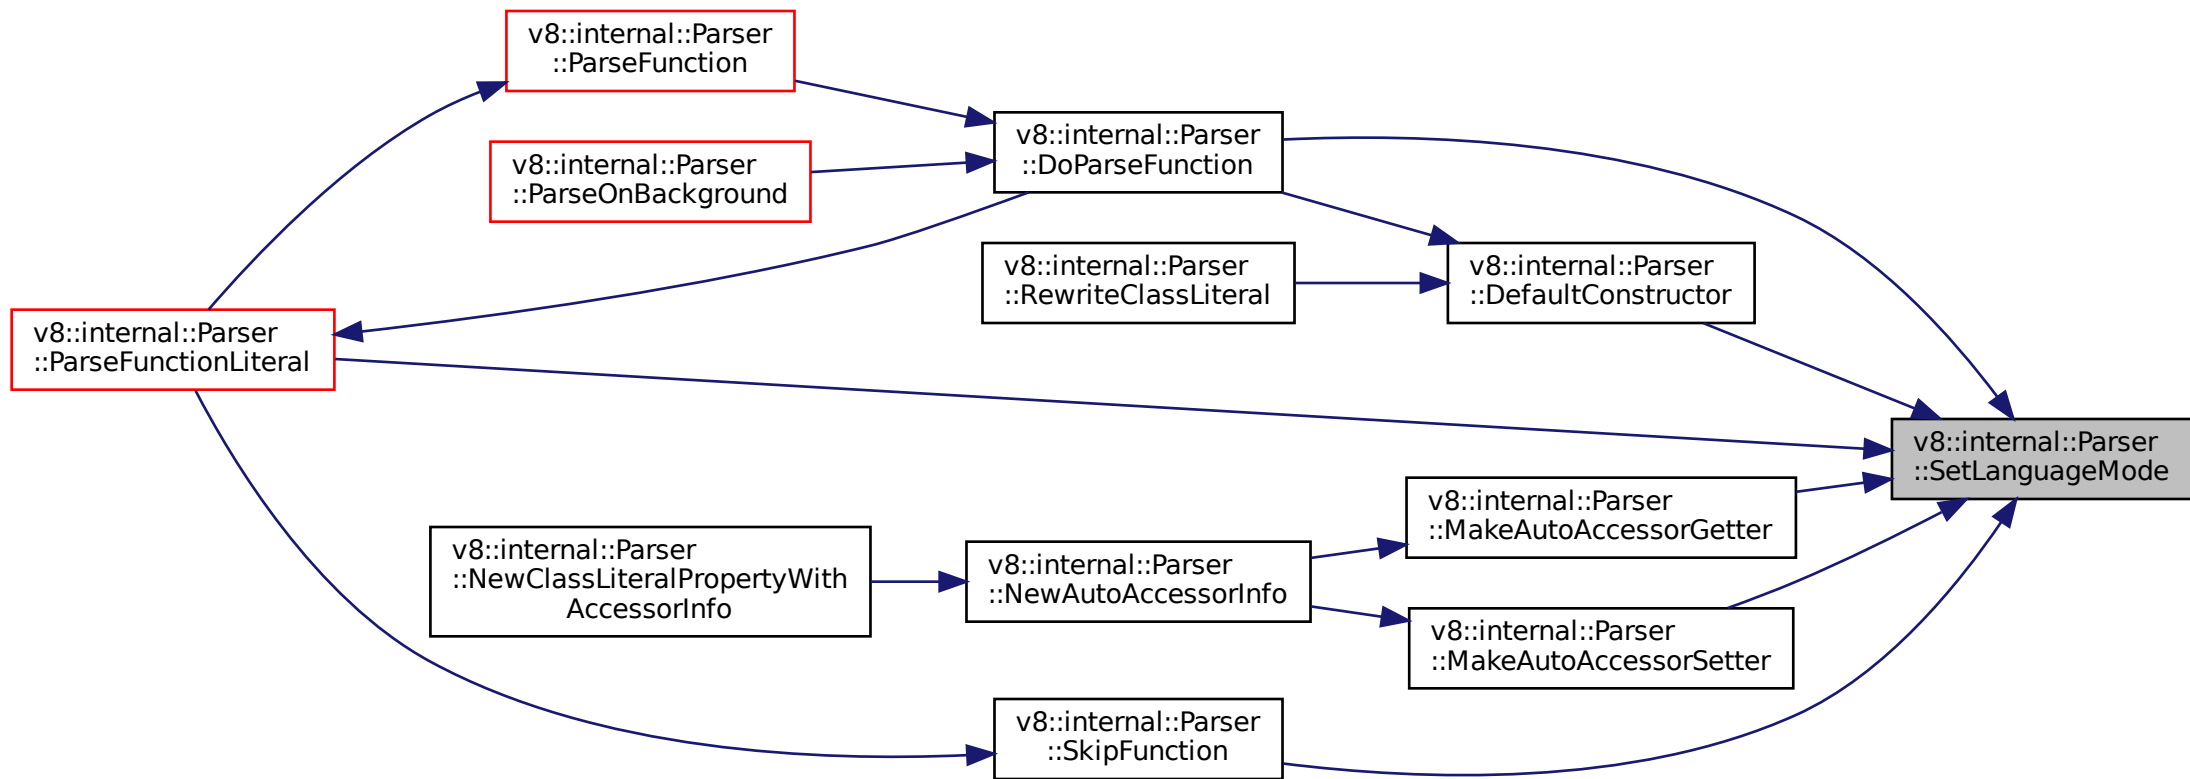 v8::internal::Parser
::ParseFunction
v8::internal::Parser
::DoParseFunction
v8::internal::Parser
::ParseOnBackground
v8::internal::Parser
::RewriteClassLiteral
v8::internal::Parser
::DefaultConstructor
v8::internal::Parser
::ParseFunctionLiteral
v8::internal::Parser
::SetLanguageMode
v8::internal::Parser
::MakeAutoAccessorGetter
v8::internal::Parser
::NewClassLiteralPropertyWith
AccessorInfo
v8::internal::Parser
::NewAutoAccessorInfo
v8::internal::Parser
::MakeAutoAccessorSetter
v8::internal::Parser
::SkipFunction